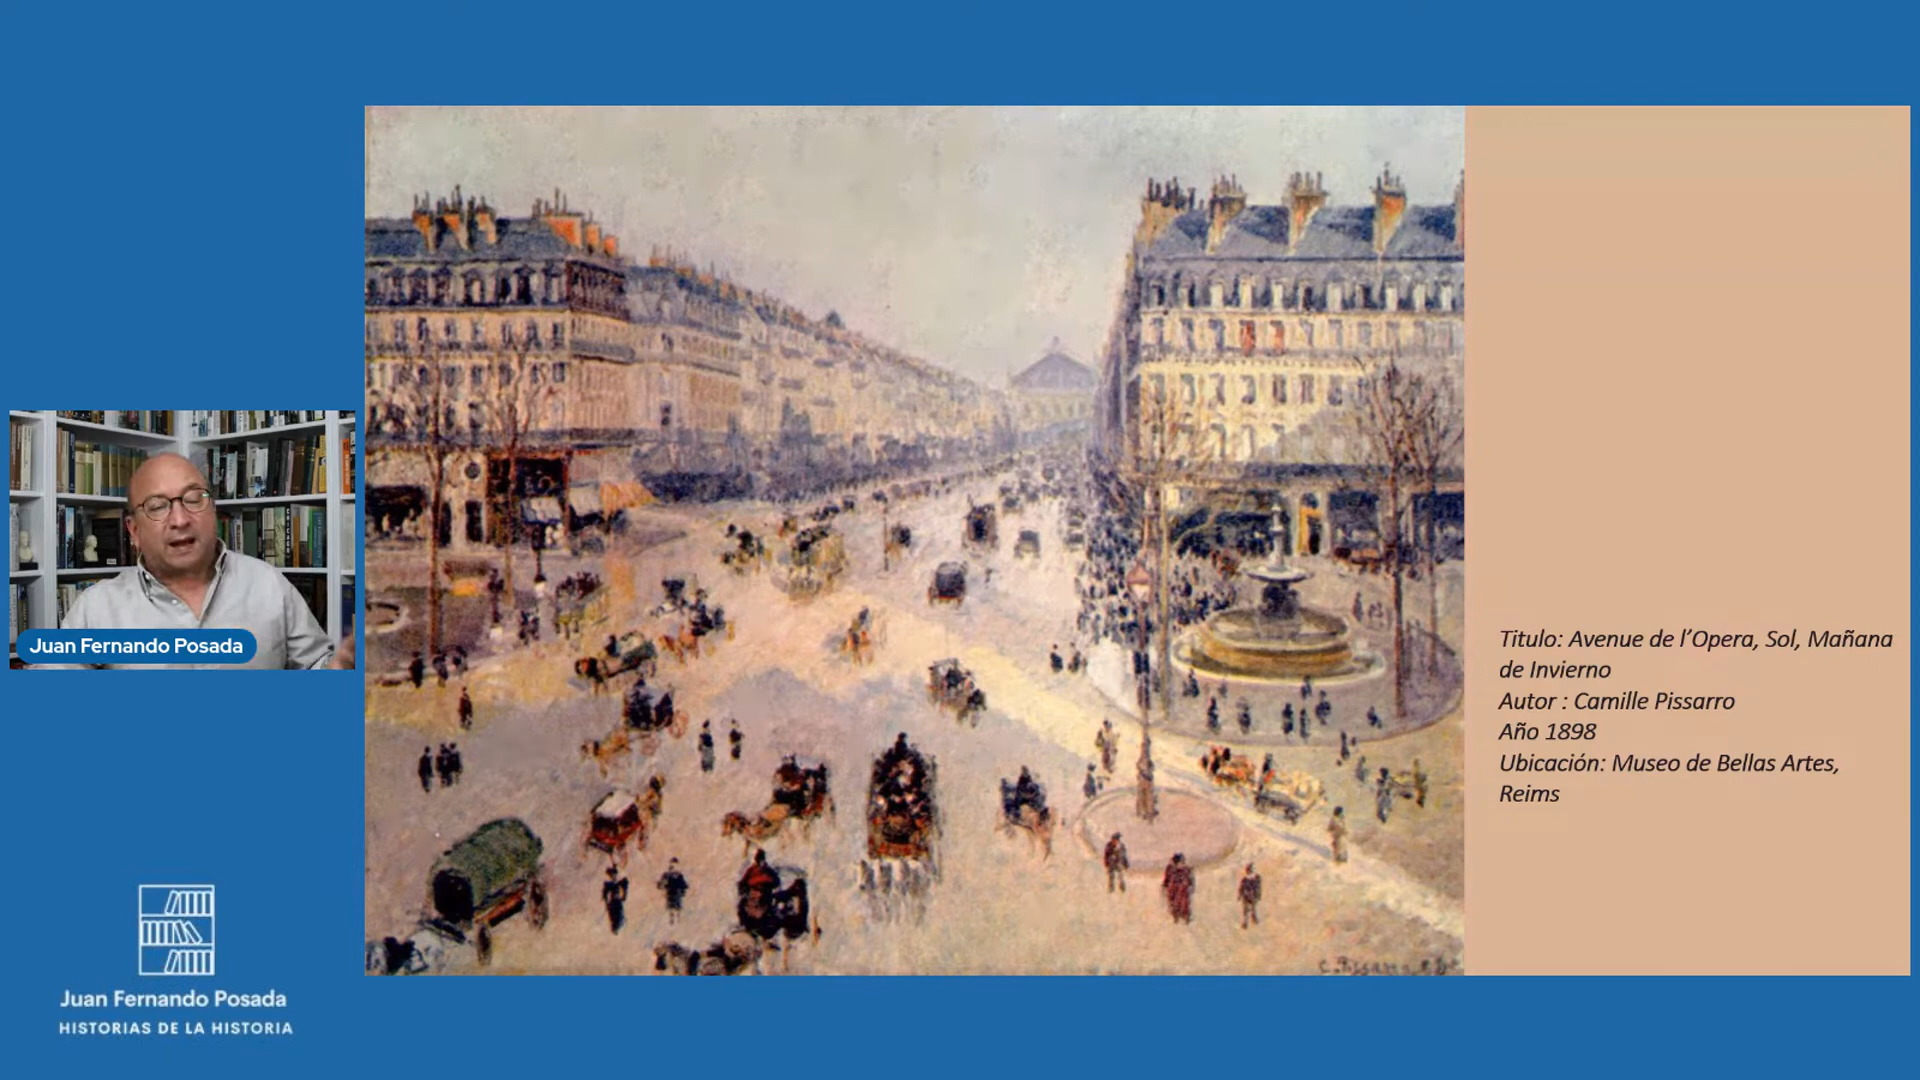 Juan Fernando Posada
Juan Fernando Posada
HISTORIAS DE LA HISTORIA
Titulo: Avenue de l’Opera, Sol, Mañana
de Invierno
Autor : Camille Pissarro
Año 1898
Ubicación: Museo de Bellas Artes,
Reims